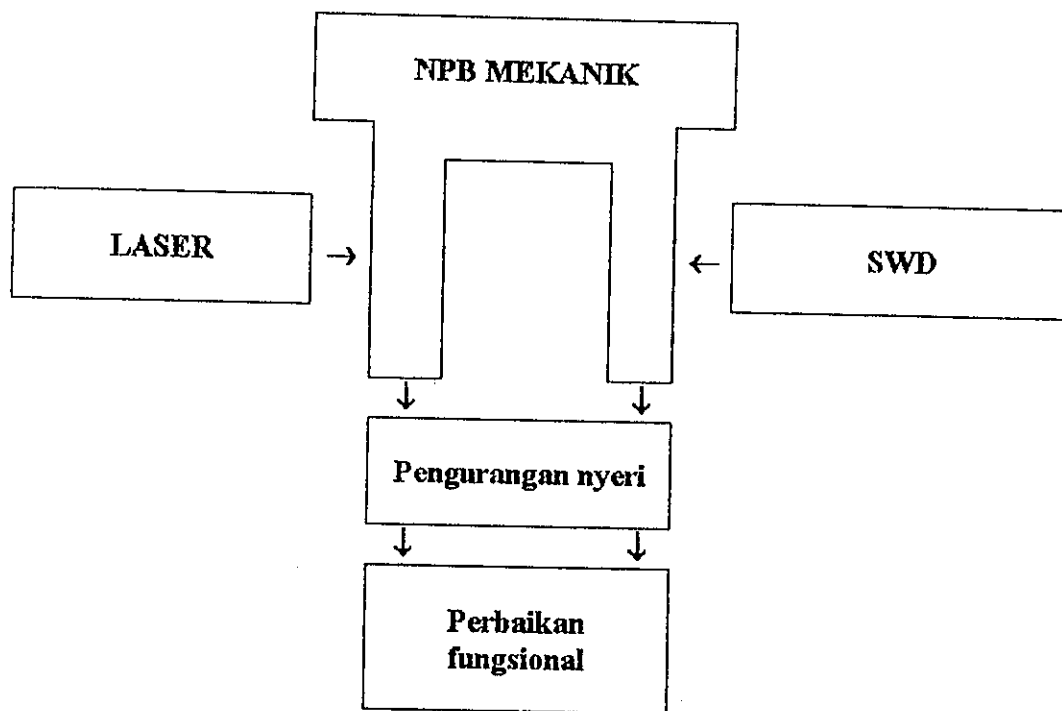 NPB MEKANIK
LASER
SWD
Pengurangan nyeri
Perbaikan
fungsional